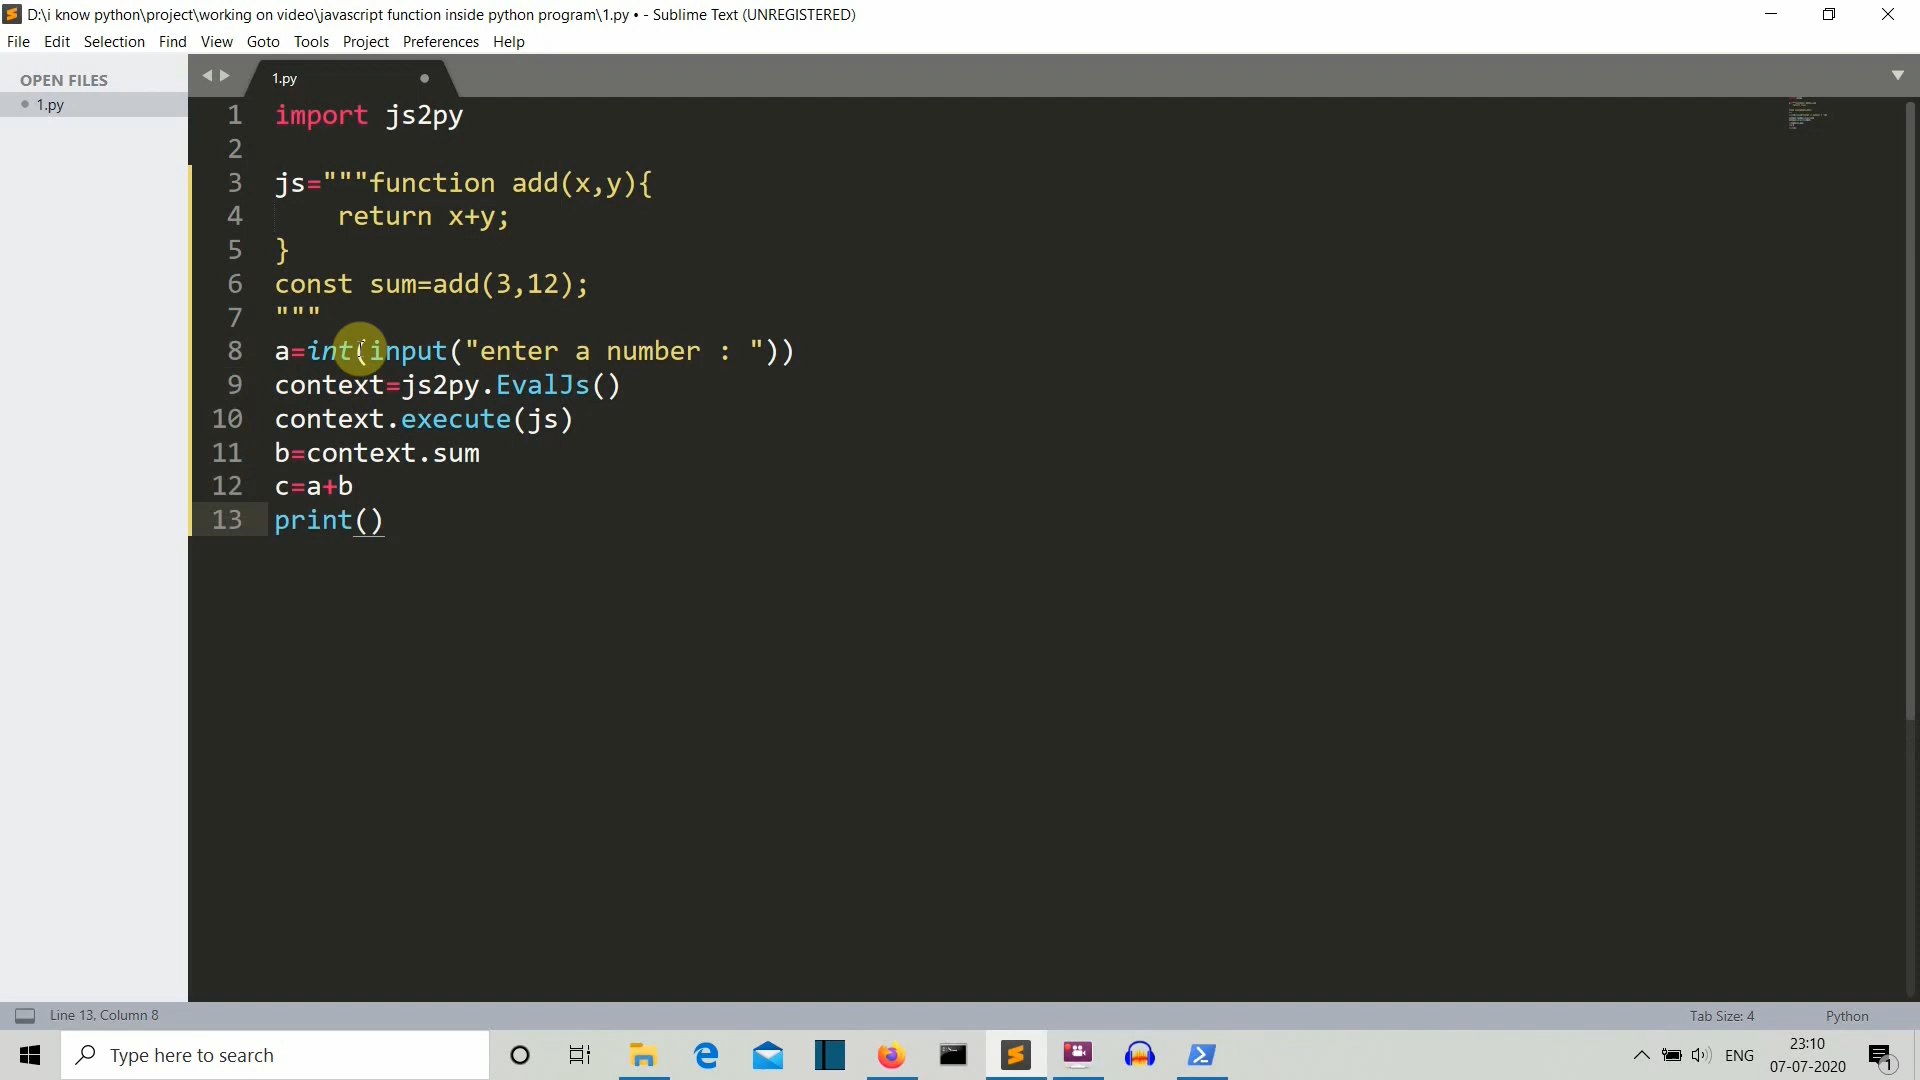 D:\i know python\project\working on video\javascript function inside python program\1.py • - Sublime Text (UNREGISTERED)
File Edit Selection Find View Goto Tools Project Preferences Help
OPEN FILES
1.py
1.py
1 import js2py
2
3 js="""function add(x,y){
4     return x+y;
5 }
6 const sum=add(3,12);
7 """
8 a=int(input("enter a number : "))
9 context=js2py.EvalJs()
10 context.execute(js)
11 b=context.sum
12 c=a+b
13 print()
Line 13, Column 8
Tab Size: 4
Python
Type here to search
ENG
23:10
07-07-2020
1